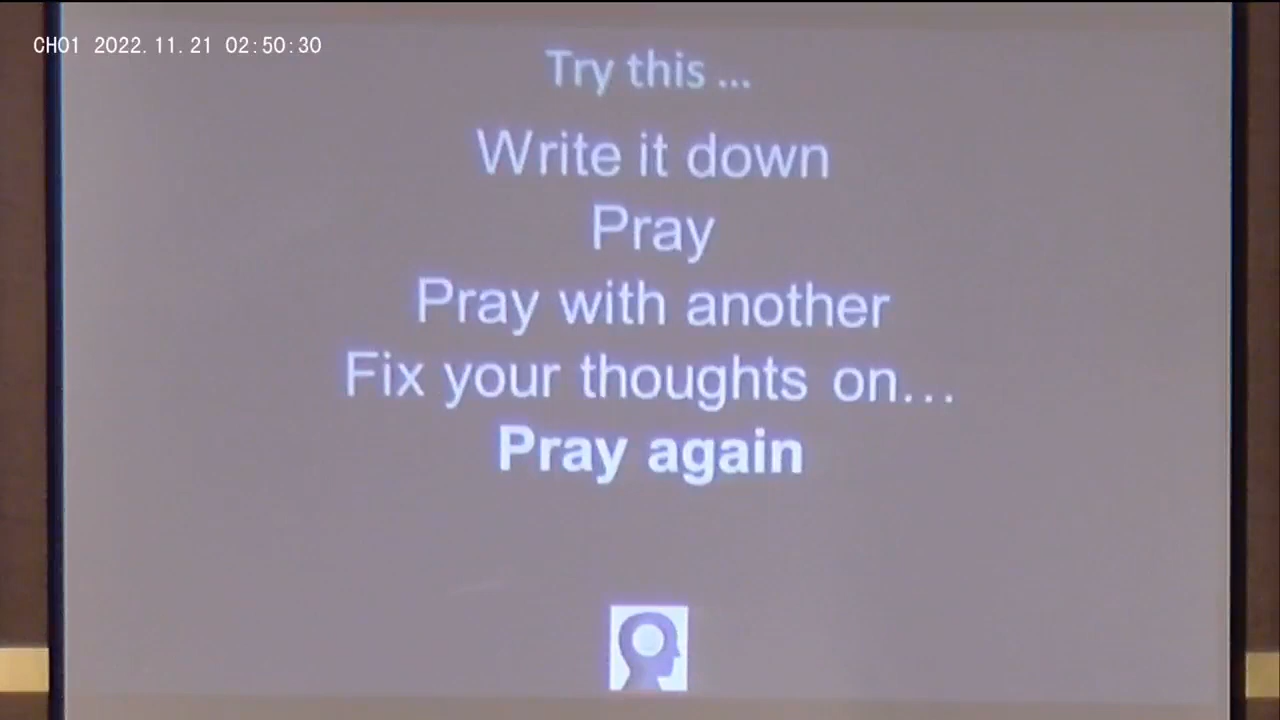 CH01 2022.11.21 02:50:30
Try this ...
Write it down
Pray
Pray with another
Fix your thoughts on...
Pray again